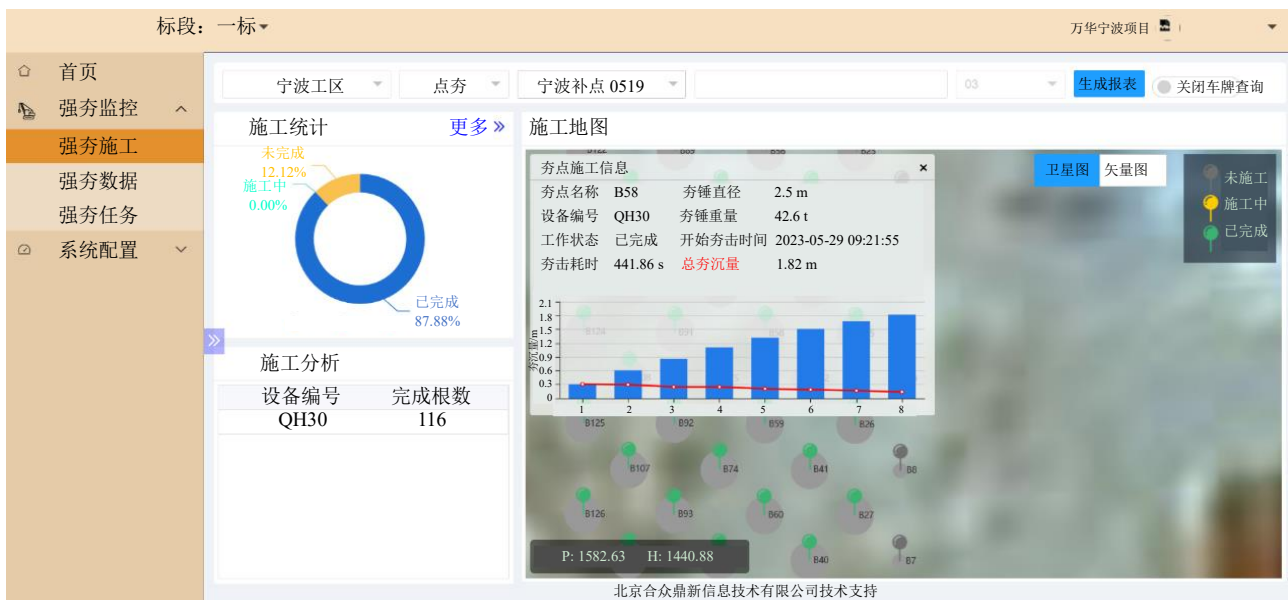 标段：一标
万华宁波项目
首页
强夯监控
强夯施工
强夯数据
强夯任务
系统配置
宁波工区 点夯 宁波补点 0519 03 生成报表 关闭车牌查询
施工统计 更多
未完成
12.12%
施工中
0.00%
已完成
87.88%
施工分析
设备编号 完成根数
QH30 116
施工地图
夯点施工信息 ×
夯点名称 B58 夯锤直径 2.5 m
设备编号 QH30 夯锤重量 42.6 t
工作状态 已完成 开始夯击时间 2023-05-29 09:21:55
夯击耗时 441.86 s 总夯沉量 1.82 m
夯沉量/m
2.1
1.8
1.5
1.2
0.9
0.6
0.3
0
1 2 3 4 5 6 7 8
卫星图 矢量图
未施工
施工中
已完成
B125 B92 B59 B26
B107 B74 B41 B8
B126 B93 B60 B27
B40 B7
P: 1582.63 H: 1440.88
北京合众鼎新信息技术有限公司技术支持